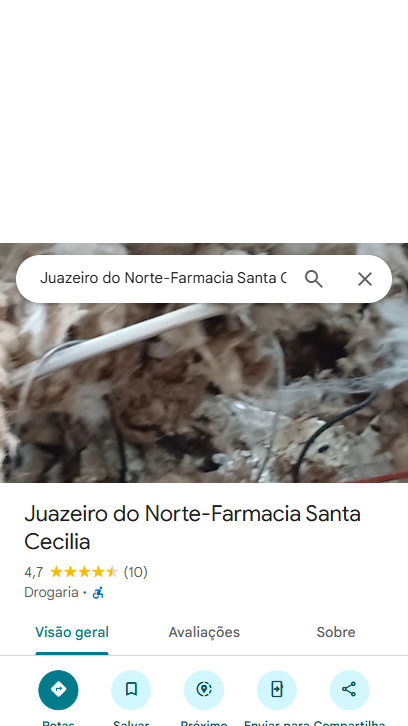 Juazeiro do Norte-Farmacia Santa C
Juazeiro do Norte-Farmacia Santa
Cecilia
4,7 (10)
Drogaria ·
Visão geral Avaliações Sobre
Rotas Salvar Próximo Enviar para Compartilha